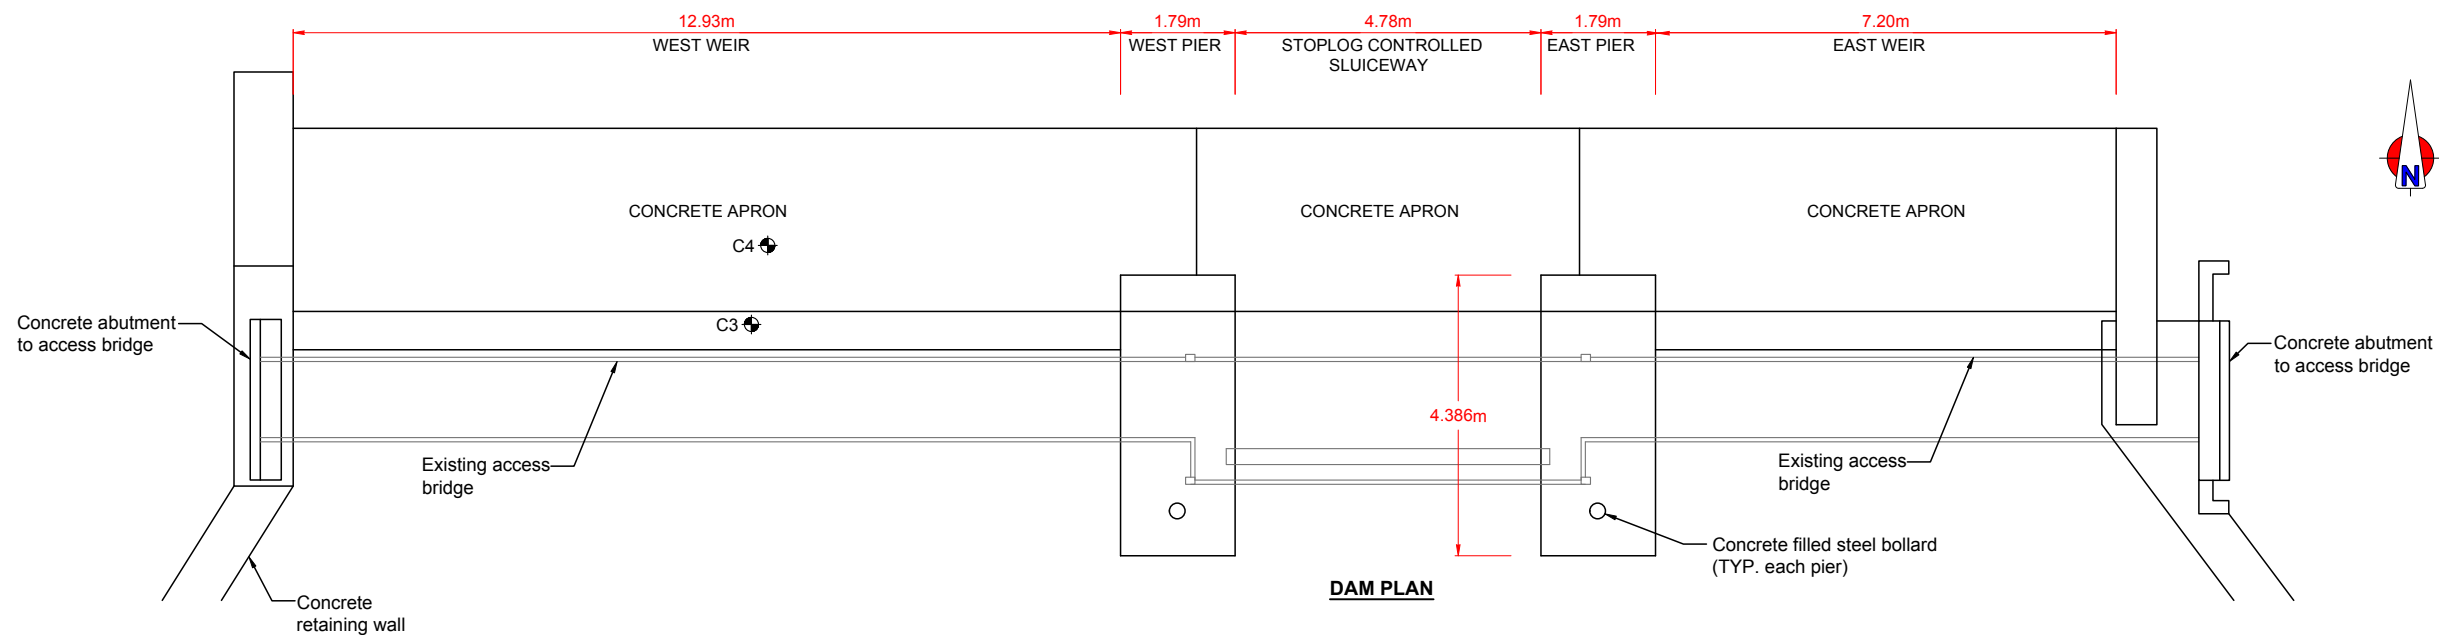 12.93m
WEST WEIR
1.79m
WEST PIER
4.78m
STOPLOG CONTROLLED
SLUICEWAY
1.79m
EAST PIER
7.20m
EAST WEIR
N
CONCRETE APRON
CONCRETE APRON
CONCRETE APRON
C4
C3
Concrete abutment
to access bridge
Concrete abutment
to access bridge
4.386m
Existing access
bridge
Existing access
bridge
Concrete filled steel bollard
(TYP. each pier)
DAM PLAN
Concrete
retaining wall